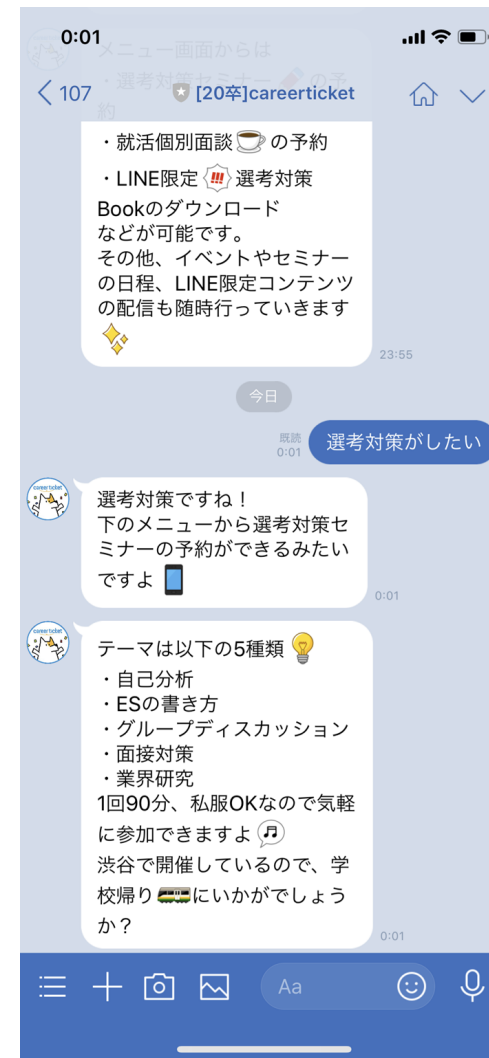 0:01
メニュー画面からは
・選考対策セミナー の予
約
107
[20卒]careerticket
・就活個別面談 の予約
・LINE限定 選考対策
Bookのダウンロード
などが可能です。
その他、イベントやセミナー
の日程、LINE限定コンテンツ
の配信も随時行っていきます
23:55
今日
既読
0:01
選考対策がしたい
career ticket
選考対策ですね！
下のメニューから選考対策セ
ミナーの予約ができるみたい
ですよ
0:01
career ticket
テーマは以下の5種類
・自己分析
・ESの書き方
・グループディスカッション
・面接対策
・業界研究
1回90分、私服OKなので気軽
に参加できますよ
渋谷で開催しているので、学
校帰り にいかがでしょう
か？
0:01
Aa